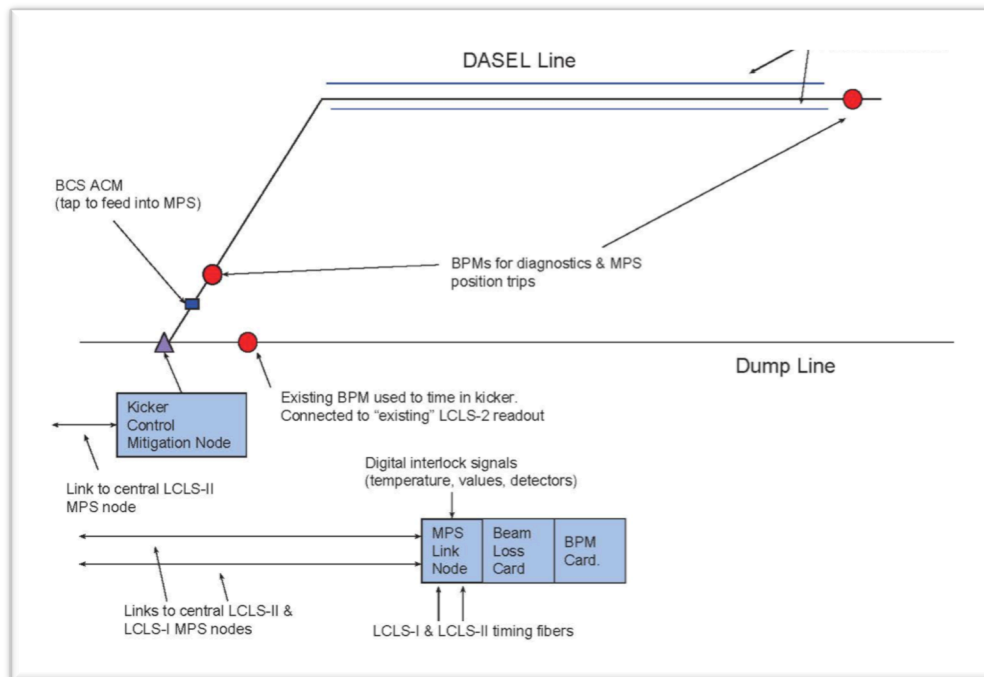 DASEL Line
BCS ACM
(tap to feed into MPS)
BPMs for diagnostics & MPS
position trips
Dump Line
Existing BPM used to time in kicker.
Connected to “existing” LCLS-2 readout
Kicker
Control
Mitigation Node
Link to central LCLS-II
MPS node
Digital interlock signals
(temperature, values, detectors)
MPS
Link
Node
Beam
Loss
Card
BPM
Card.
Links to central LCLS-II &
LCLS-I MPS nodes
LCLS-I & LCLS-II timing fibers